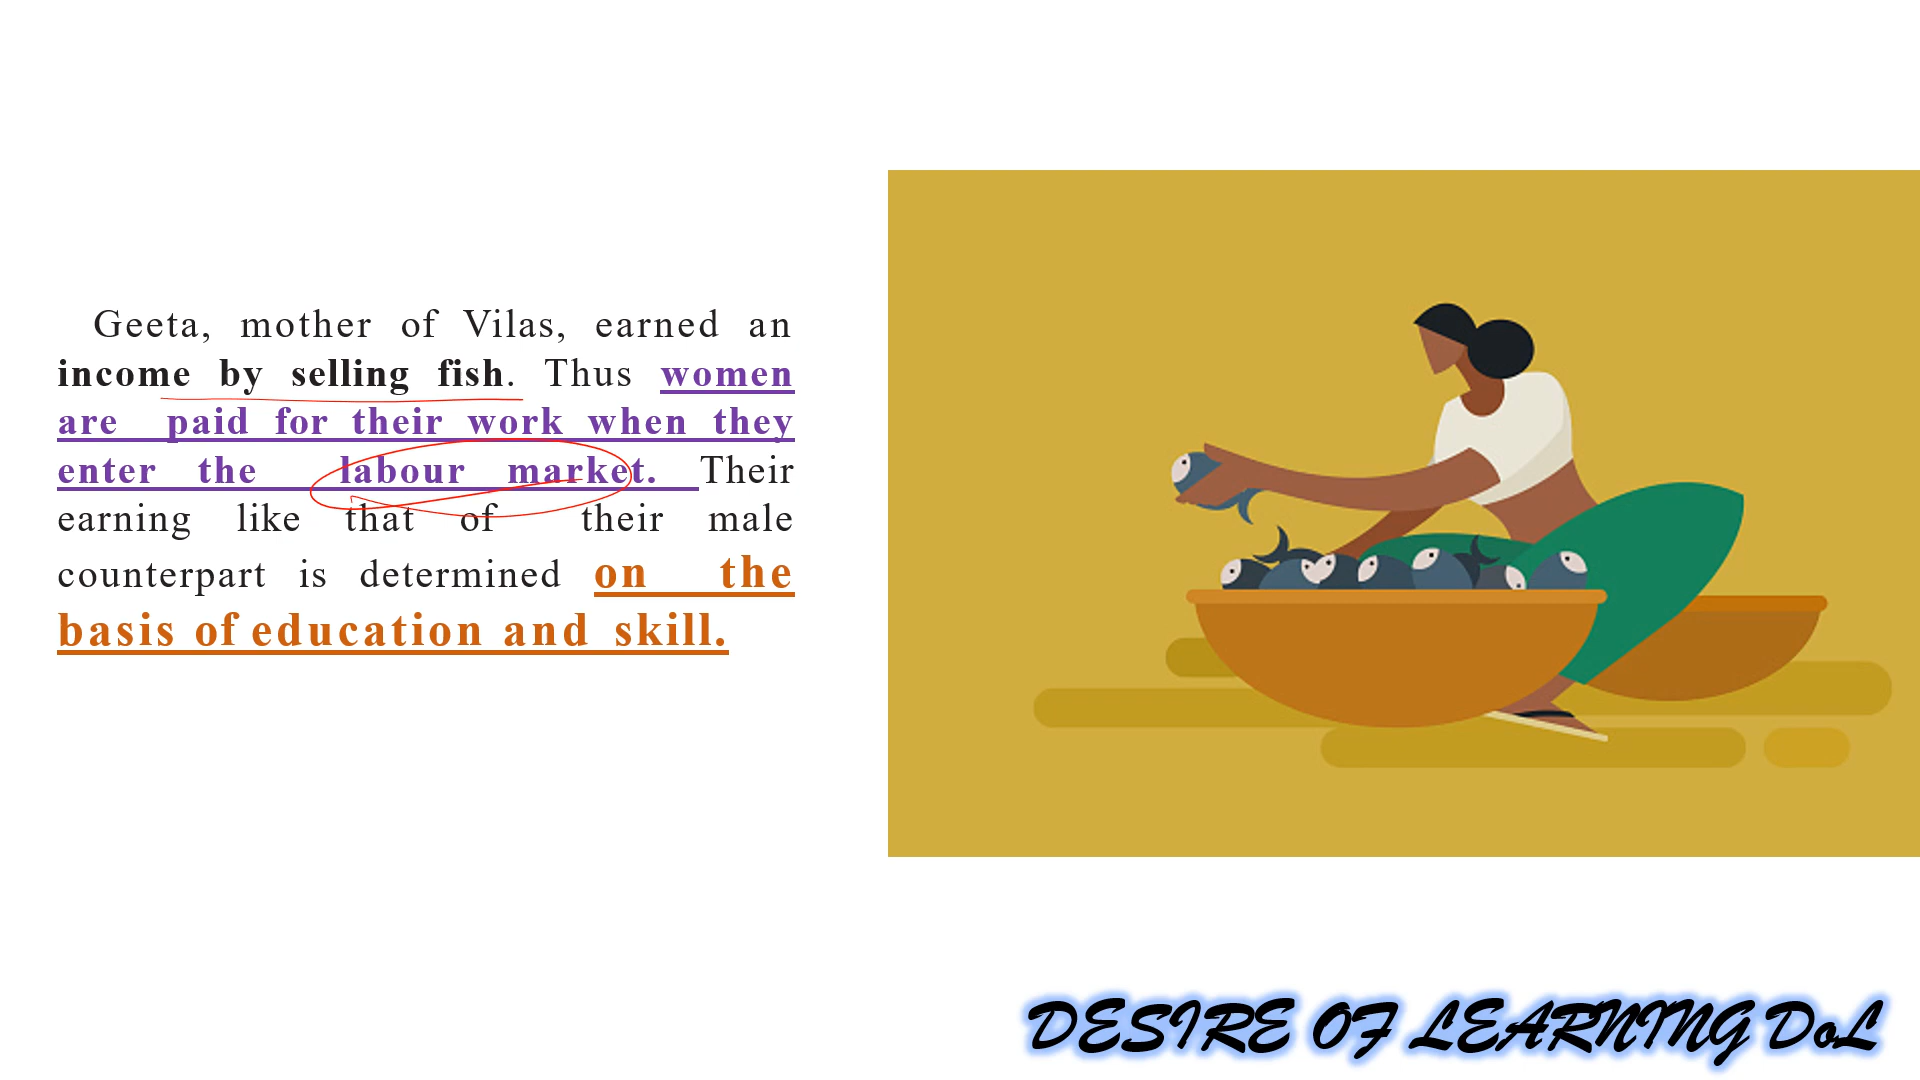 Geeta, mother of Vilas, earned an
income by selling fish. Thus women
are paid for their work when they
enter the labour market. Their
earning like that of their male
counterpart is determined on the
basis of education and skill.
DESIRE OF LEARNING DoL